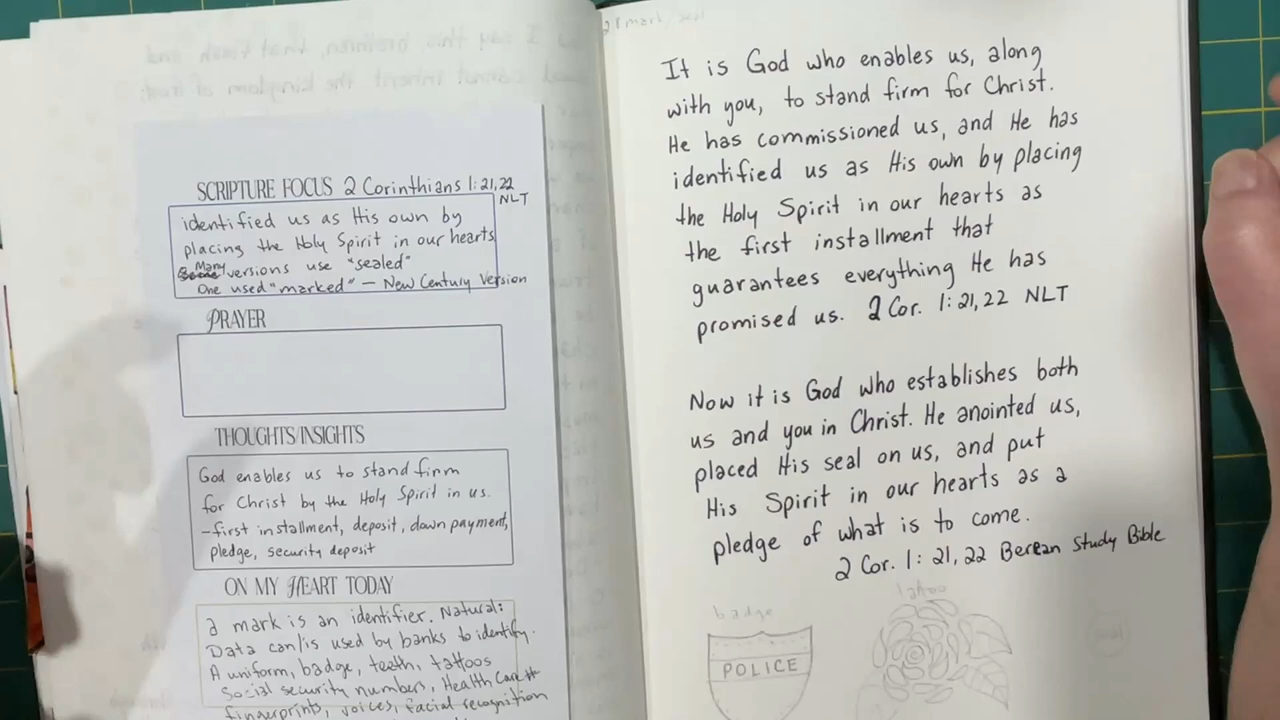 SCRIPTURE FOCUS 2 Corinthians 1:21,22
NLT
identified us as His own by
placing the Holy Spirit in our hearts
Many versions use "sealed"
One used "marked" — New Century Version
PRAYER
THOUGHTS/INSIGHTS
God enables us to stand firm
for Christ by the Holy Spirit in us.
-first installment, deposit, down payment,
pledge, security deposit
ON MY HEART TODAY
a mark is an identifier. Natural:
Data can/is used by banks to identify.
A uniform, badge, teeth, tattoos
Social security numbers, Health Care #
fingerprints, voices, facial recognition
It is God who enables us, along
with you, to stand firm for Christ.
He has commissioned us, and He has
identified us as His own by placing
the Holy Spirit in our hearts as
the first installment that
guarantees everything He has
promised us. 2 Cor. 1:21,22 NLT
Now it is God who establishes both
us and you in Christ. He anointed us,
placed His seal on us, and put
His Spirit in our hearts as a
pledge of what is to come.
2 Cor. 1:21,22 Berean Study Bible
badge
tattoo
POLICE